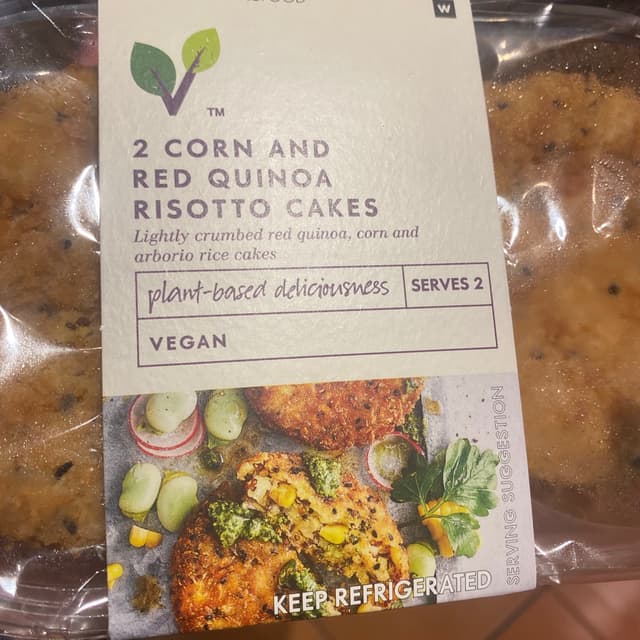 W
TM
2 CORN AND
RED QUINOA
RISOTTO CAKES
Lightly crumbed red quinoa, corn and
arborio rice cakes
plant-based deliciousness
SERVES 2
VEGAN
SERVING SUGGESTION
KEEP REFRIGERATED